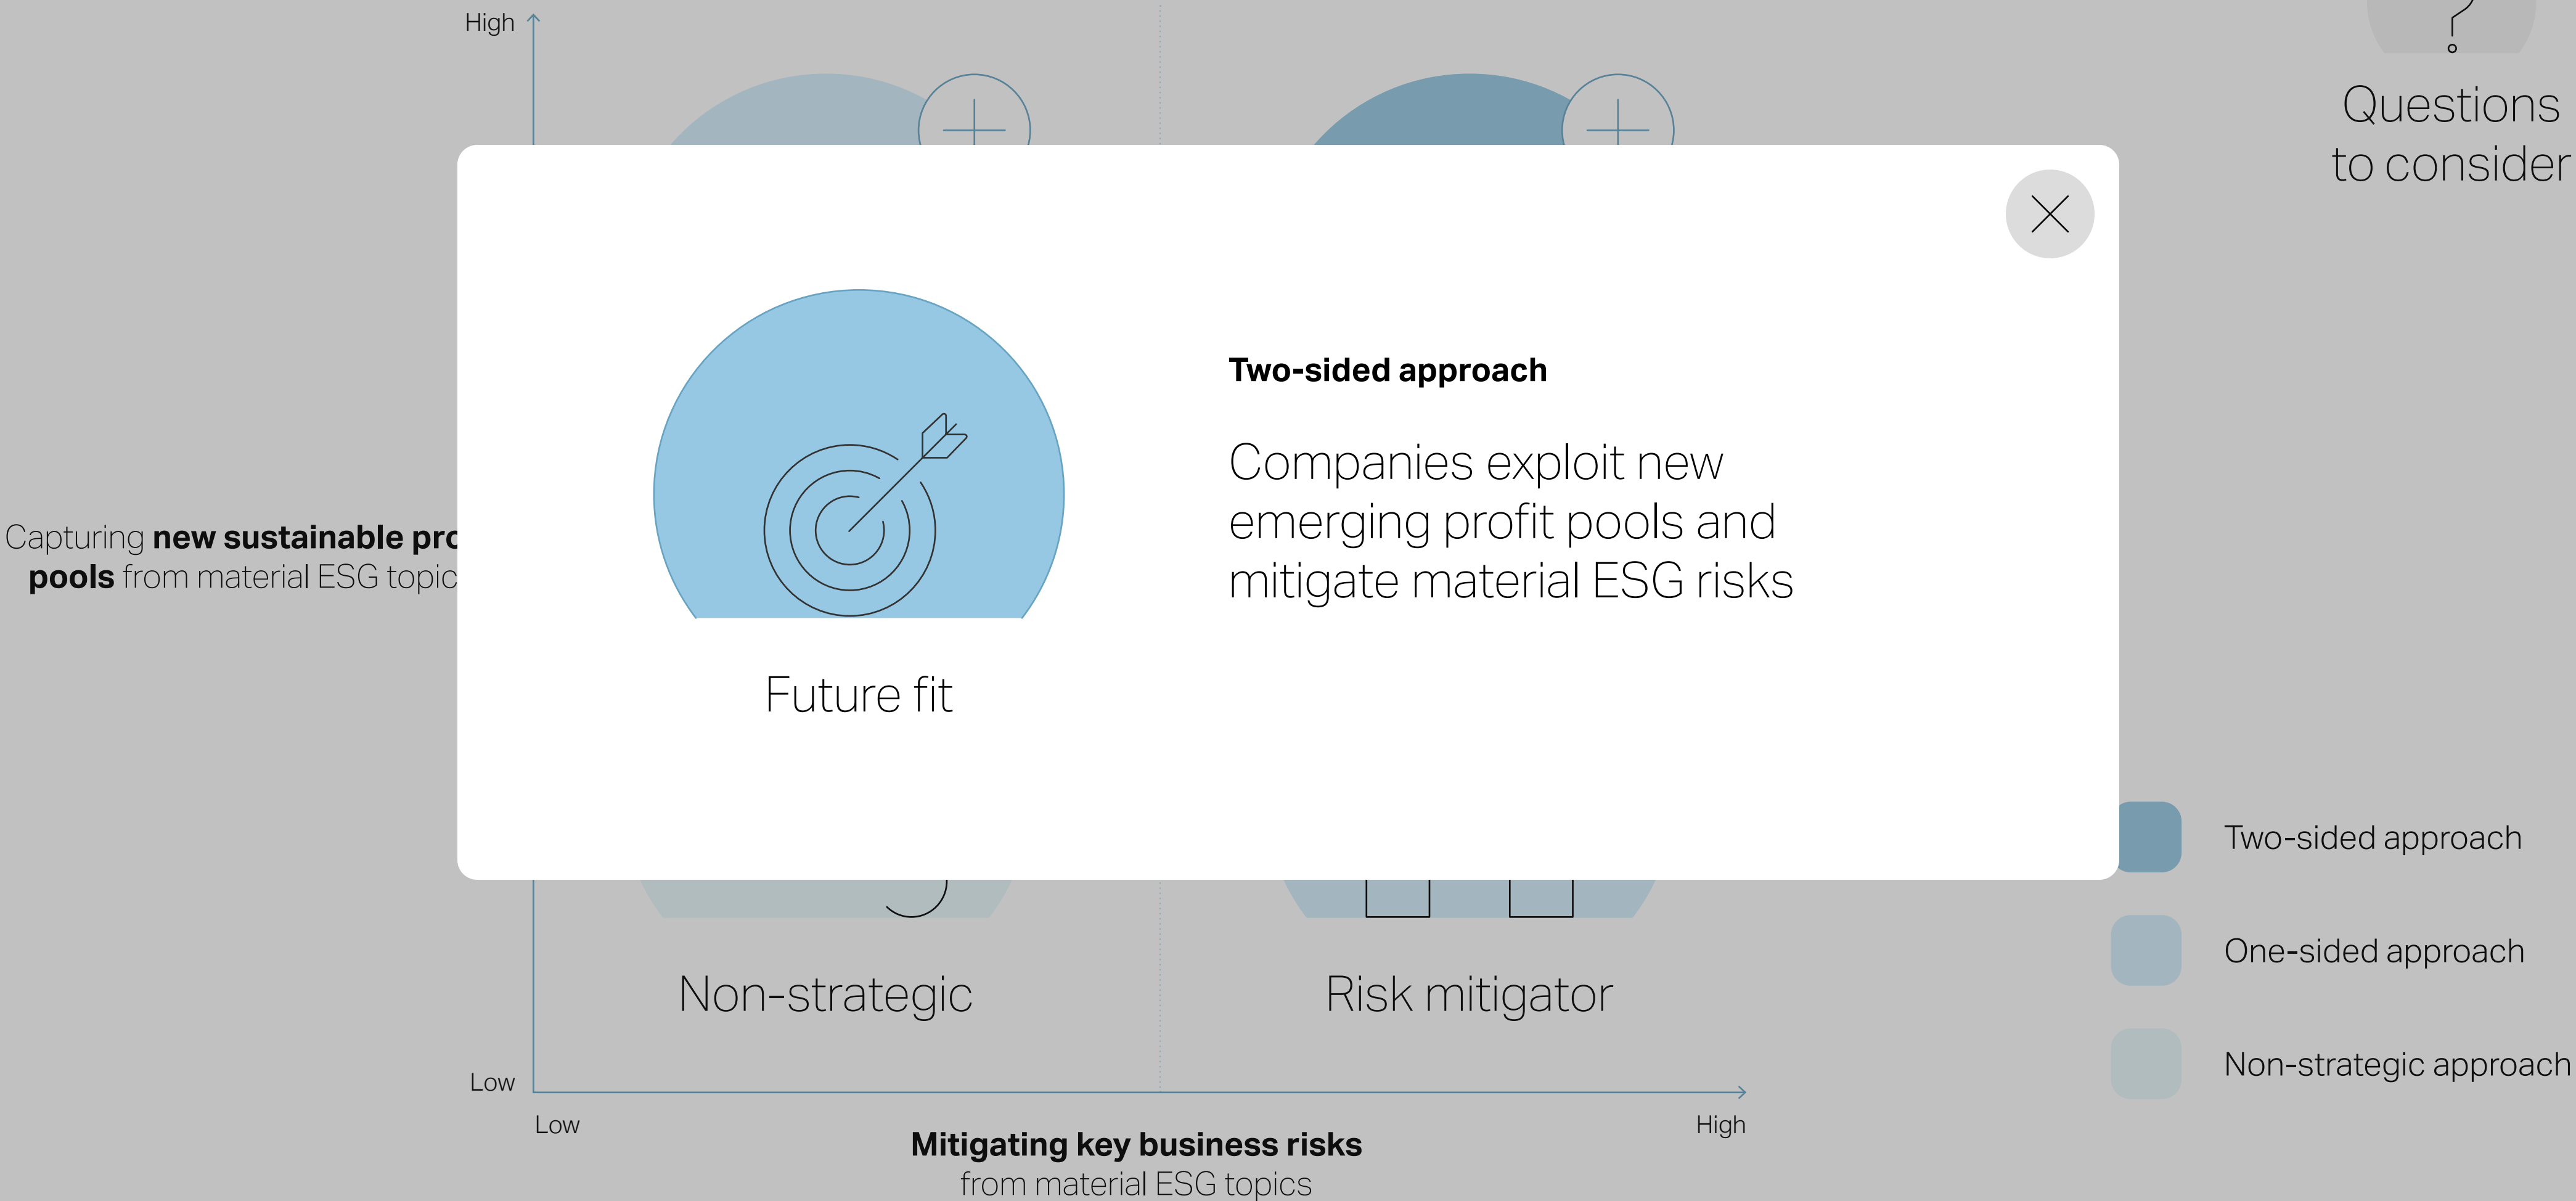 High
Questions
to consider
Two-sided approach
Companies exploit new
emerging profit pools and
mitigate material ESG risks
Future fit
Capturing new sustainable
pools from material ESG
Two-sided approach
One-sided approach
Non-strategic approach
Non-strategic
Risk mitigator
Low
Low
High
Mitigating key business risks
from material ESG topics